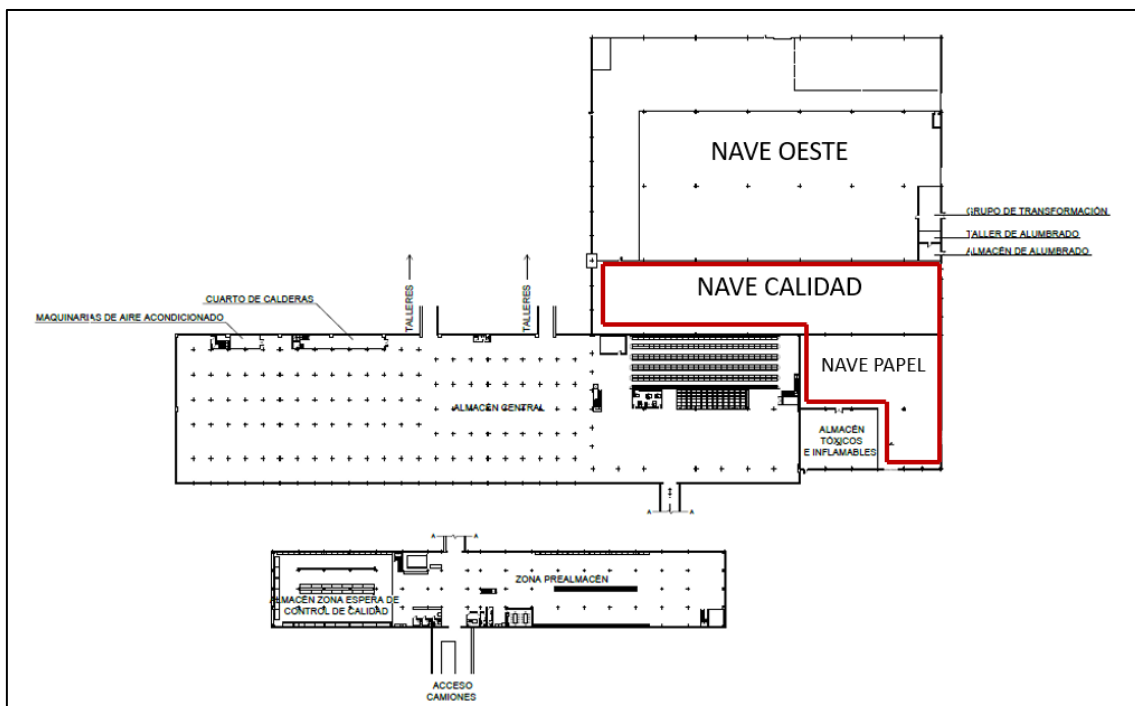 NAVE OESTE
GRUPO DE TRANSFORMACIÓN
TALLER DE ALUMBRADO
ALMACÉN DE ALUMBRADO
NAVE CALIDAD
TALLERES
TALLERES
CUARTO DE CALDERAS
MAQUINARIAS DE AIRE ACONDICIONADO
NAVE PAPEL
ALMACÉN CENTRAL
ALMACÉN
TÓXICOS
E INFLAMABLES
A
A
A
A
ZONA PREALMACÉN
ALMACÉN ZONA ESPERA DE
CONTROL DE CALIDAD
ACCESO
CAMIONES